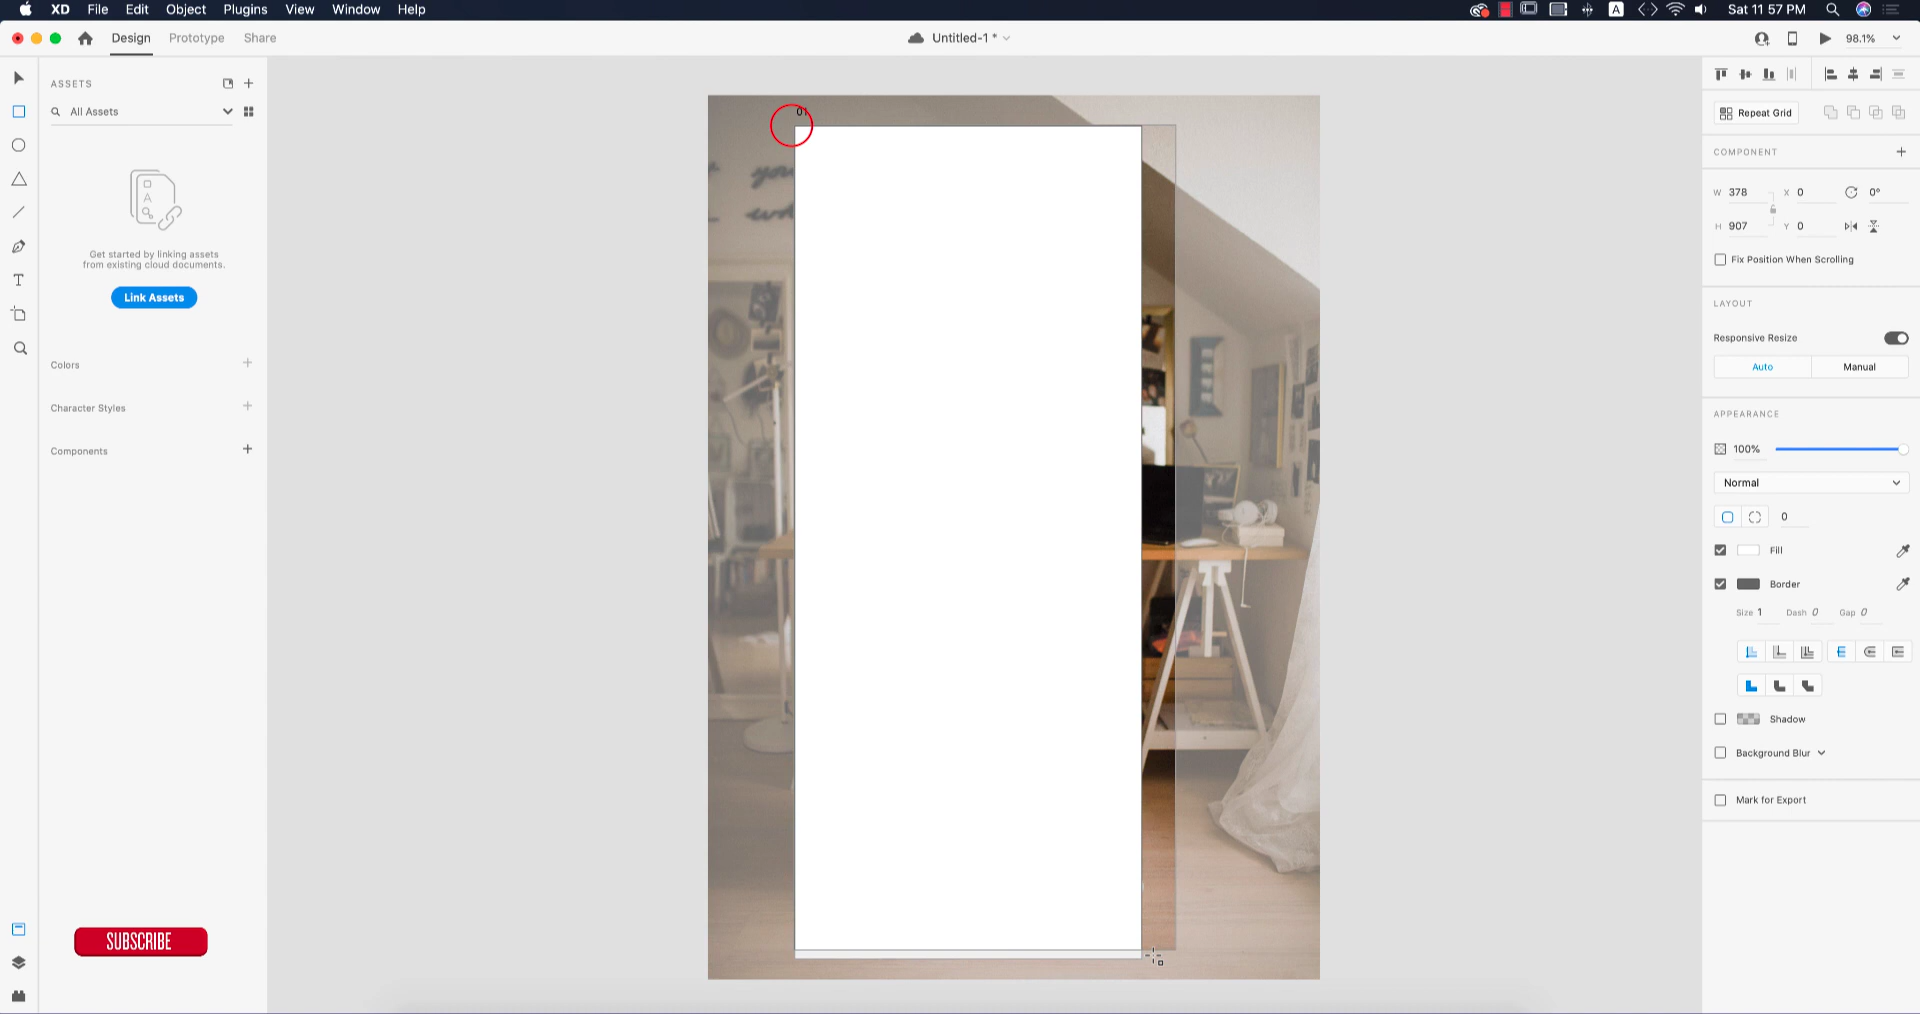 XD File Edit Object Plugins View Window Help
A
Sat 11 57 PM
Design Prototype Share
Untitled-1 *
98.1%
ASSETS
All Assets
Get started by linking assets
from existing cloud documents.
Link Assets
Colors
Character Styles
Components
SUBSCRIBE
01
you
Repeat Grid
COMPONENT
W 378 X 0 0°
H 907 Y 0
Fix Position When Scrolling
LAYOUT
Responsive Resize
Auto Manual
APPEARANCE
100%
Normal
0
Fill
Border
Size 1 Dash 0 Gap 0
Shadow
Background Blur
Mark for Export